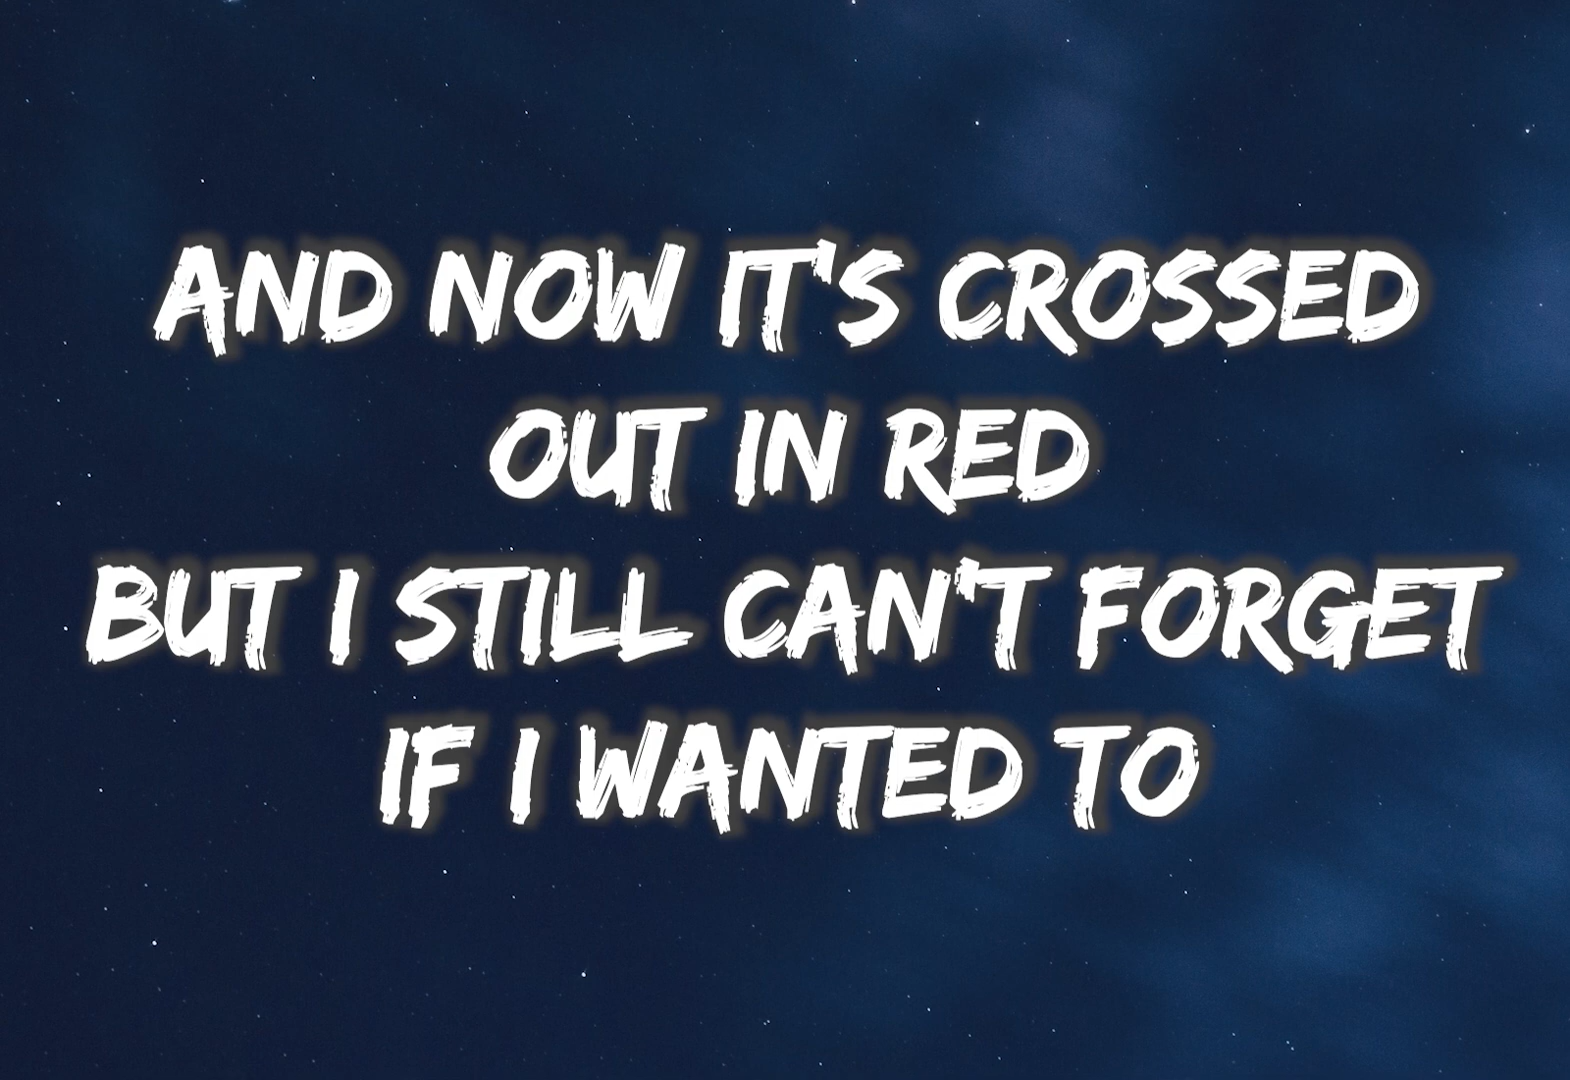 AND NOW IT'S CROSSED
OUT IN RED
BUT I STILL CAN'T FORGET
IF I WANTED TO